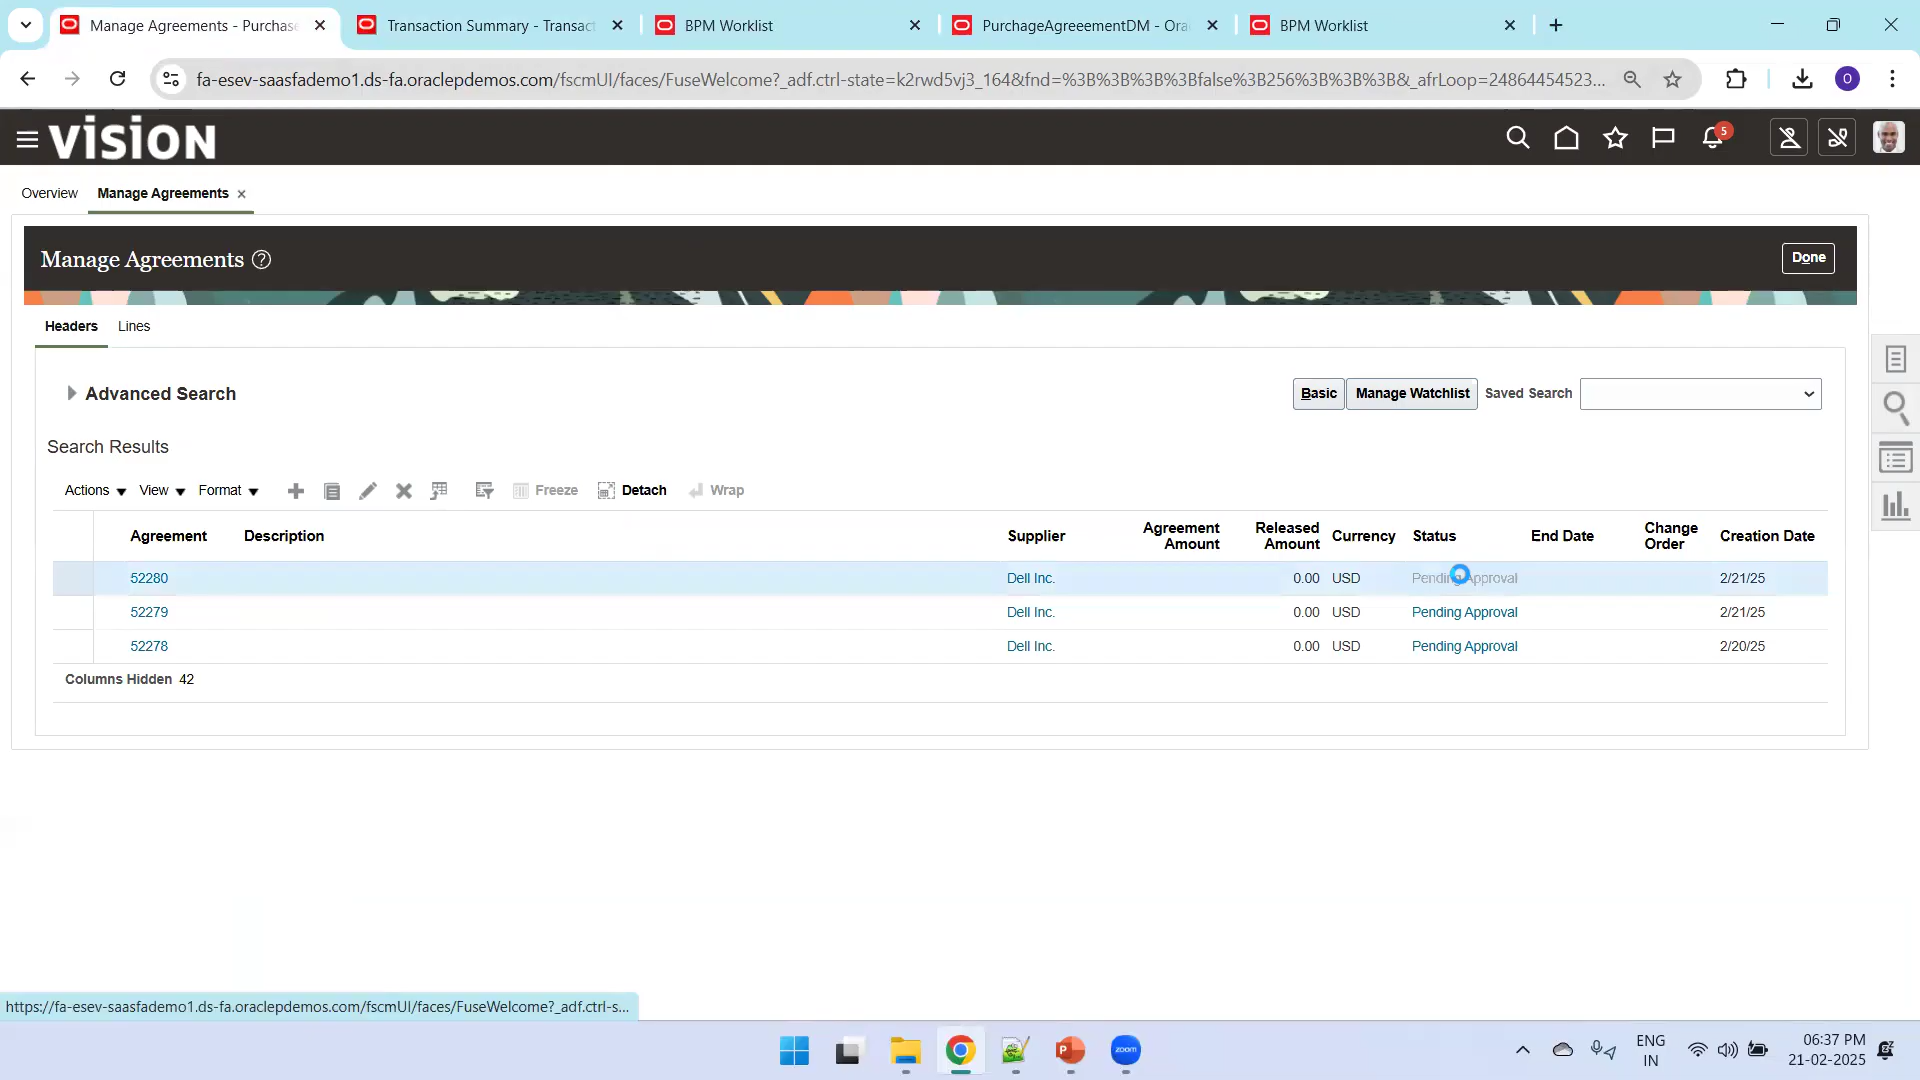 Manage Agreements - Purchase
Transaction Summary - Transact
BPM Worklist
PurchageAgreeementDM - Ora
BPM Worklist
fa-esev-saasfademo1.ds-fa.oraclepdemos.com/fscmUI/faces/FuseWelcome?_adf.ctrl-state=k2rwd5vj3_164&fnd=%3B%3B%3B%3Bfalse%3B256%3B%3B%3B&_afrLoop=24864454523...
O
VISION
5
Overview
Manage Agreements
Manage Agreements
Done
Headers
Lines
Advanced Search
Basic
Manage Watchlist
Saved Search
Search Results
Actions
View
Format
Freeze
Detach
Wrap
Agreement
Description
Supplier
Agreement Amount
Released Amount
Currency
Status
End Date
Change Order
Creation Date
52280 Dell Inc. 0.00 USD Pending Approval 2/21/25
52279 Dell Inc. 0.00 USD Pending Approval 2/21/25
52278 Dell Inc. 0.00 USD Pending Approval 2/20/25
Columns Hidden 42
https://fa-esev-saasfademo1.ds-fa.oraclepdemos.com/fscmUI/faces/FuseWelcome?_adf.ctrl-s...
zoom
ENG
IN
06:37 PM
21-02-2025